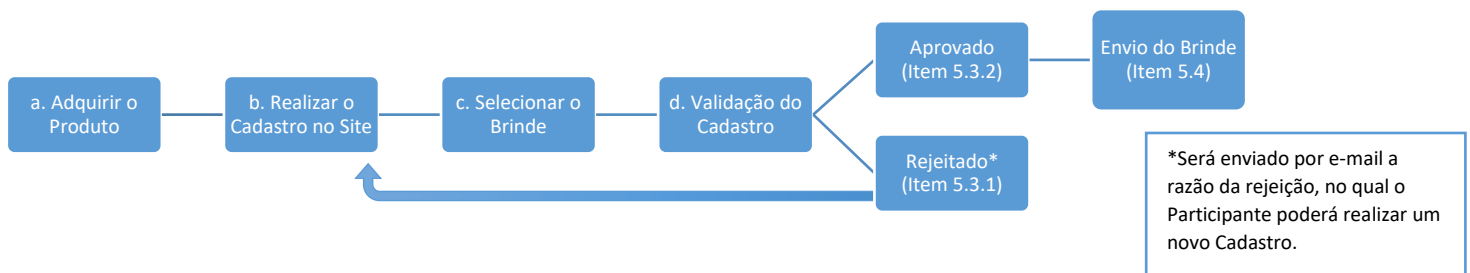 a. Adquirir o
Produto
b. Realizar o
Cadastro no Site
c. Selecionar o
Brinde
d. Validação do
Cadastro
Aprovado
(Item 5.3.2)
Envio do Brinde
(Item 5.4)
Rejeitado*
(Item 5.3.1)
*Será enviado por e-mail a
razão da rejeição, no qual o
Participante poderá realizar um
novo Cadastro.